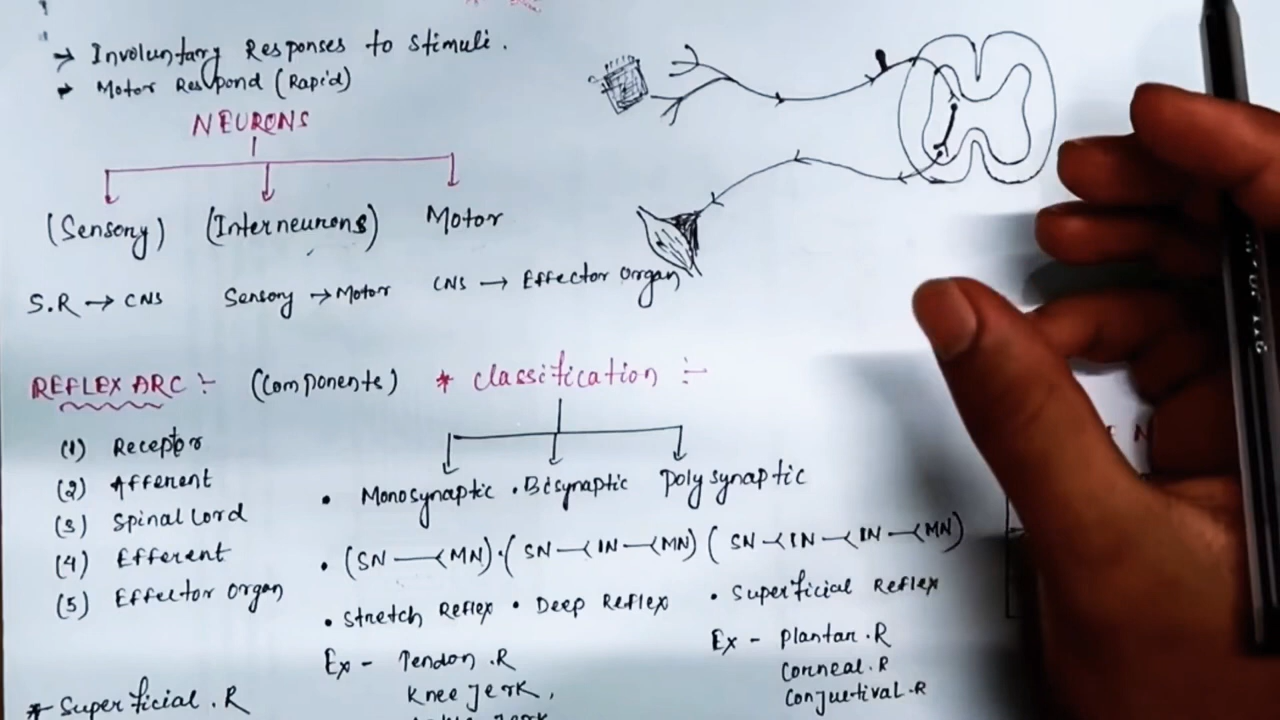 → Involuntary Responses to stimuli.
→ Motor Respond (Rapid)
NEURONS
(Sensory) (Interneurons) Motor
S.R → CNS Sensory → Motor CNS → Effector Organ
REFLEX ARC :- (Components)
(1) Receptor
(2) Afferent
(3) Spinal Cord
(4) Efferent
(5) Effector Organ
* Classification :-
• Monosynaptic • Bisynaptic Polysynaptic
• (SN —< MN) • (SN —< IN —< MN) (SN —< IN —< IN —< MN)
• Stretch Reflex • Deep Reflex • Superficial Reflex
Ex - Tendon .R
Knee Jerk,
Ex - Plantar .R
Corneal .R
Conjuctival .R
* Superficial .R